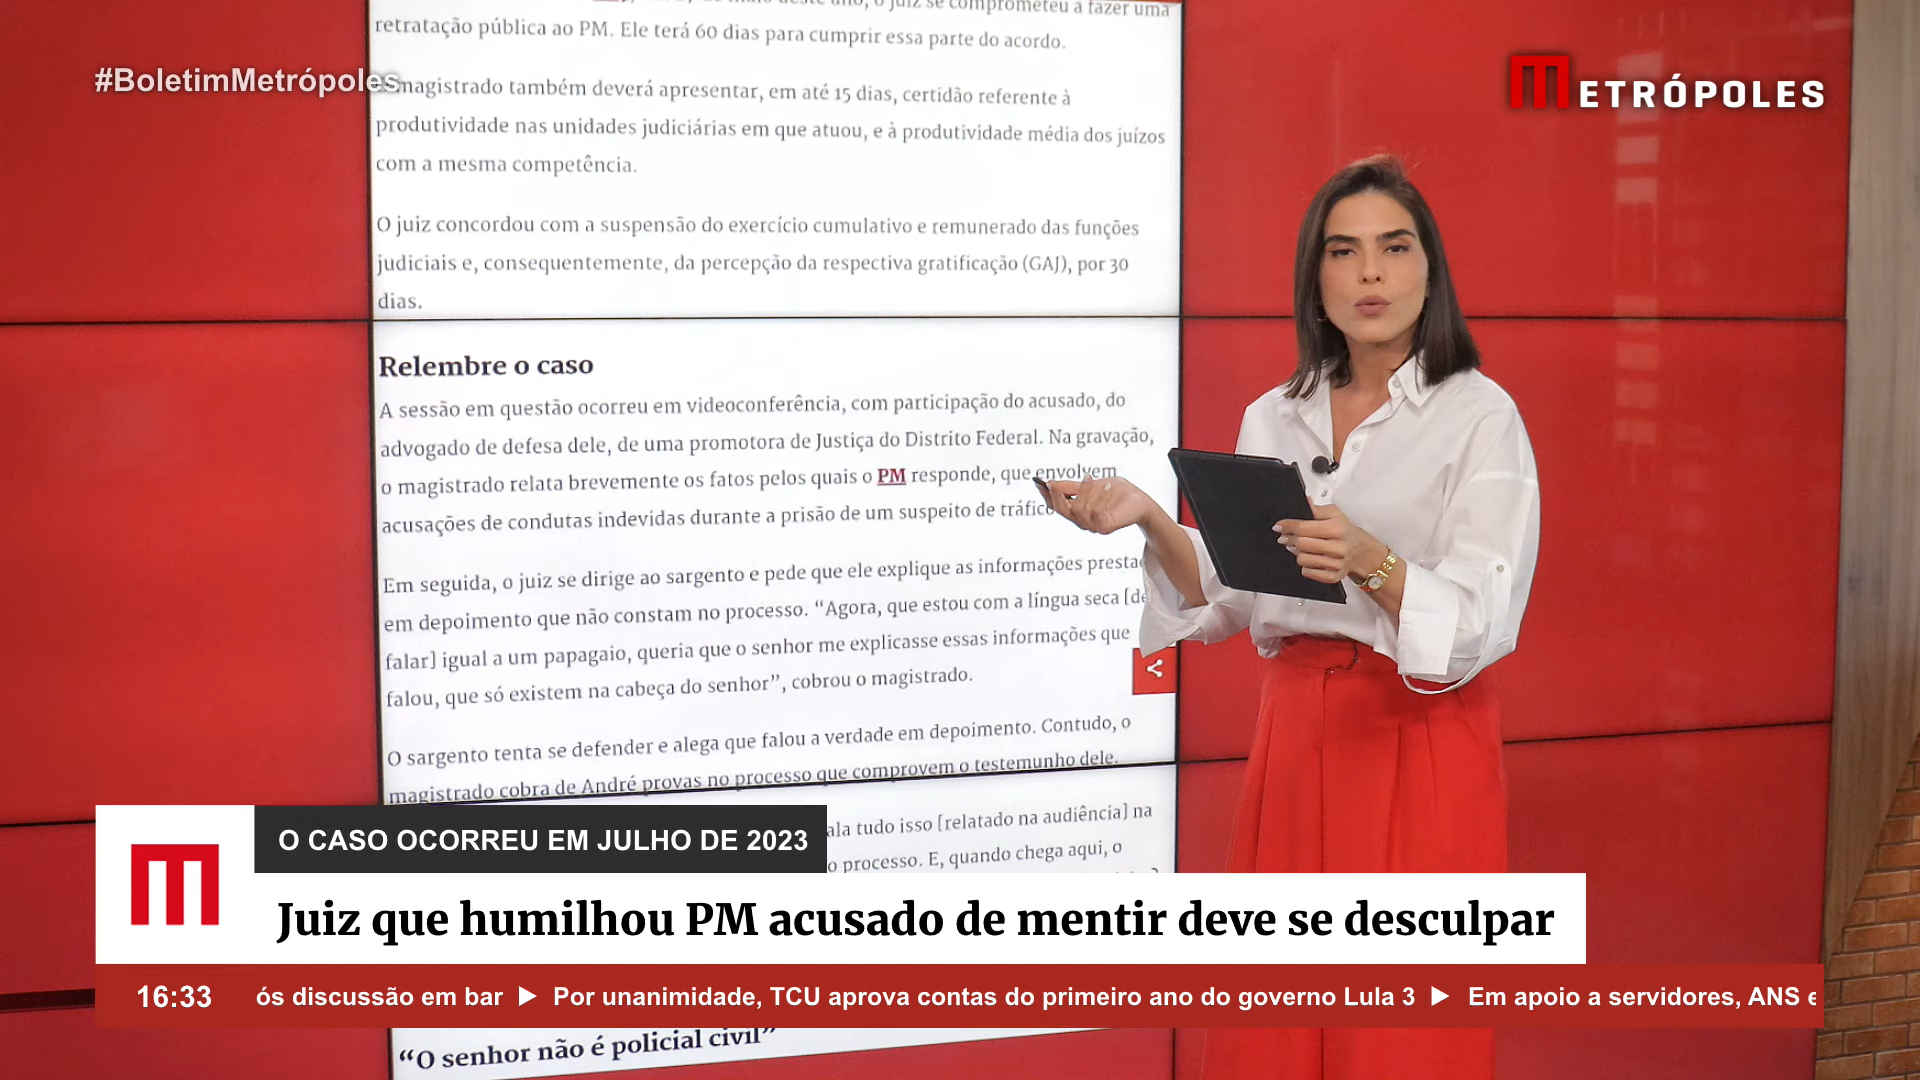 o juiz se comprometeu a fazer uma
retratação pública ao PM. Ele terá 60 dias para cumprir essa parte do acordo.
#BoletimMetrópoles
magistrado também deverá apresentar, em até 15 dias, certidão referente à
produtividade nas unidades judiciárias em que atuou, e à produtividade média dos juízos
com a mesma competência.
METRÓPOLES
O juiz concordou com a suspensão do exercício cumulativo e remunerado das funções
judiciais e, consequentemente, da percepção da respectiva gratificação (GAJ), por 30
dias.
Relembre o caso
A sessão em questão ocorreu em videoconferência, com participação do acusado, do
advogado de defesa dele, de uma promotora de Justiça do Distrito Federal. Na gravação,
o magistrado relata brevemente os fatos pelos quais o PM responde, que envolvem
acusações de condutas indevidas durante a prisão de um suspeito de tráfico
Em seguida, o juiz se dirige ao sargento e pede que ele explique as informações presta
em depoimento que não constam no processo. “Agora, que estou com a língua seca [de
falar] igual a um papagaio, queria que o senhor me explicasse essas informações que
falou, que só existem na cabeça do senhor”, cobrou o magistrado.
O sargento tenta se defender e alega que falou a verdade em depoimento. Contudo, o
magistrado cobra de André provas no processo que comprovem o testemunho dele.
ala tudo isso [relatado na audiência] na
o processo. E, quando chega aqui, o
O CASO OCORREU EM JULHO DE 2023
Juiz que humilhou PM acusado de mentir deve se desculpar
16:33 ós discussão em bar ▶ Por unanimidade, TCU aprova contas do primeiro ano do governo Lula 3 ▶ Em apoio a servidores, ANS e
“O senhor não é policial civil”